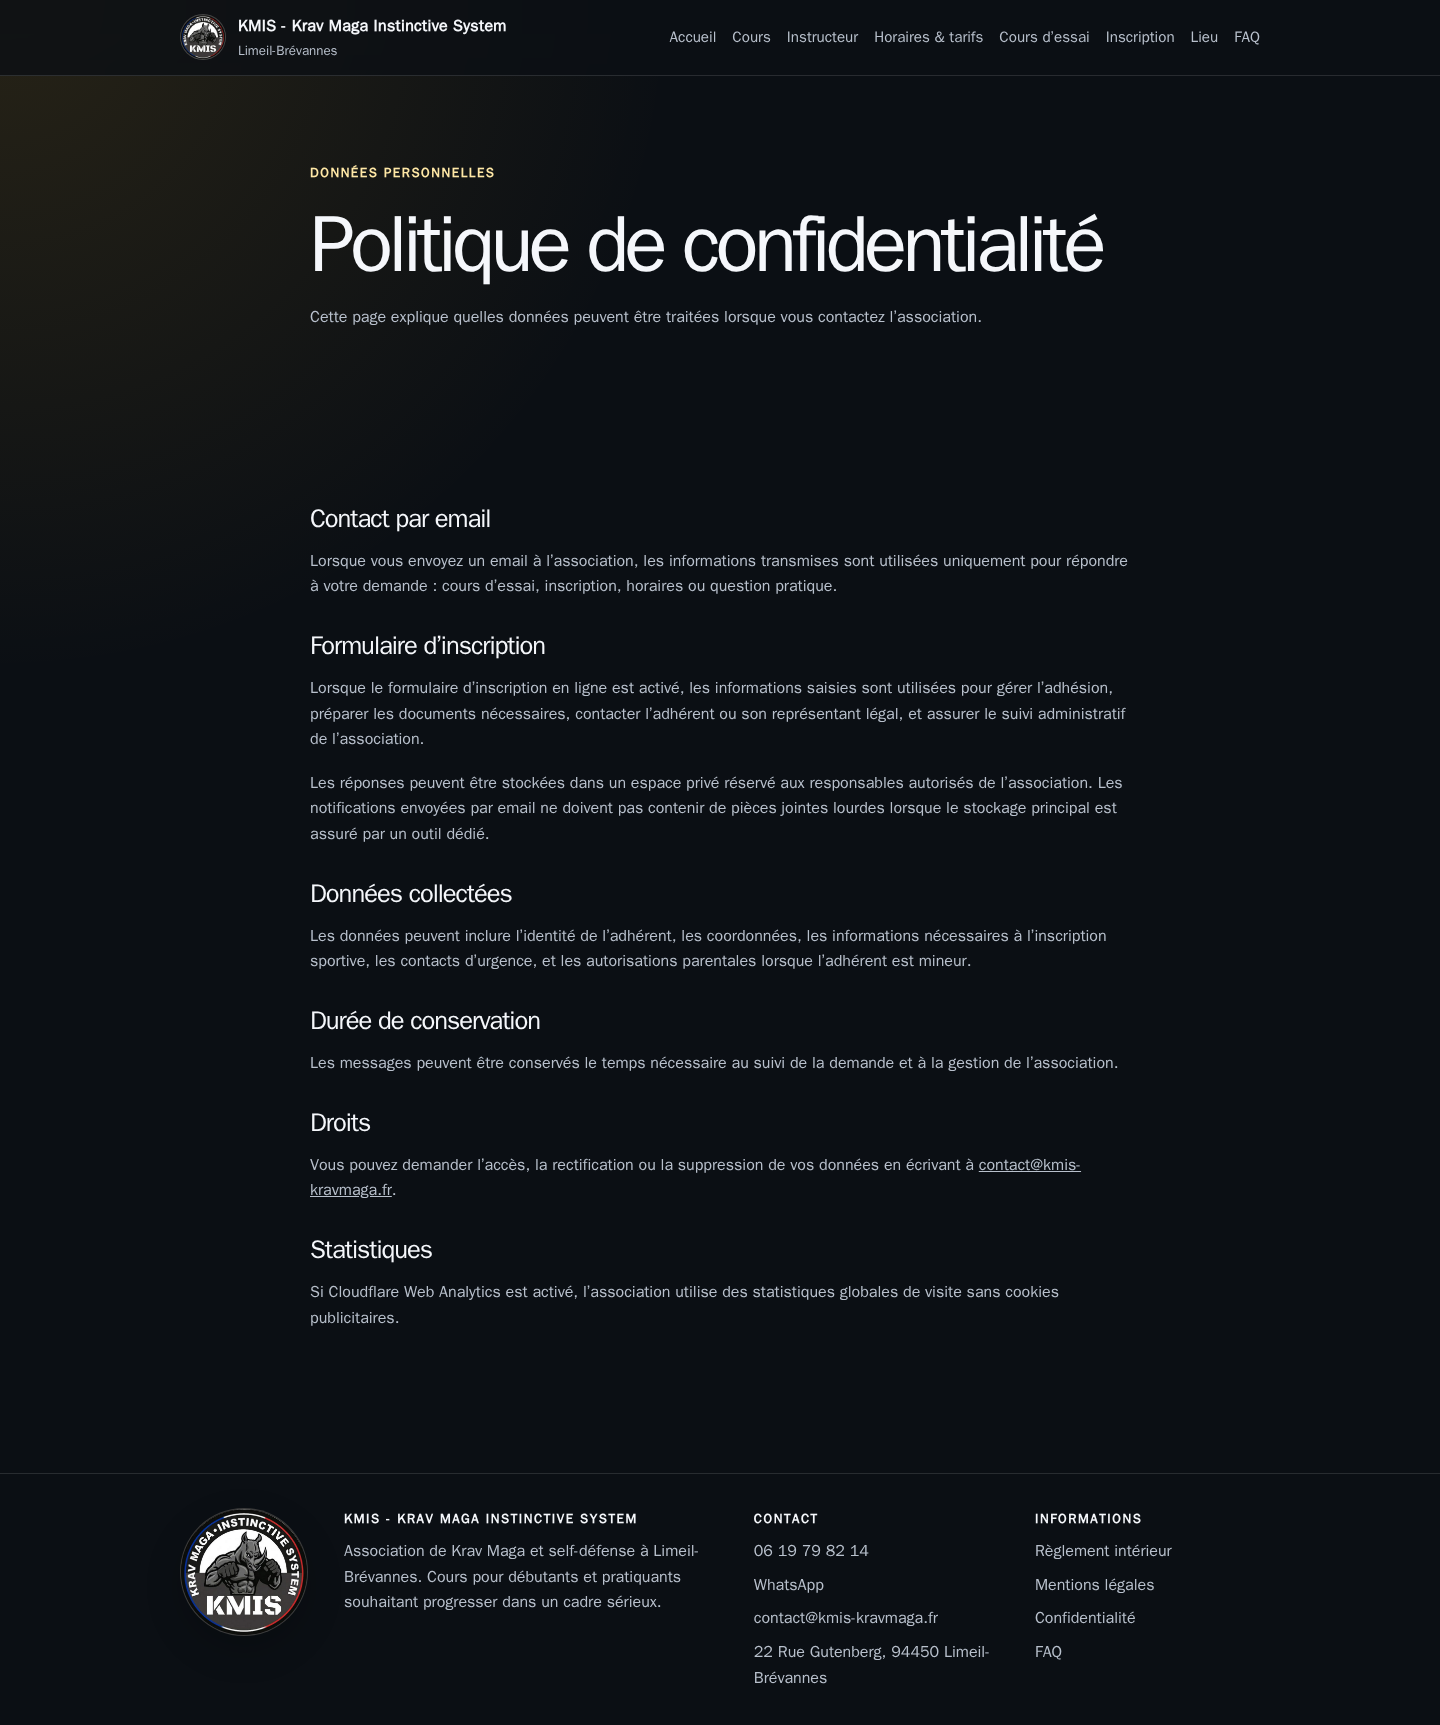 KMIS - Krav Maga Instinctive System
Limeil-Brévannes
Accueil Cours Instructeur Horaires & tarifs Cours d'essai Inscription Lieu FAQ
DONNÉES PERSONNELLES
Politique de confidentialité
Cette page explique quelles données peuvent être traitées lorsque vous contactez l'association.
Contact par email
Lorsque vous envoyez un email à l'association, les informations transmises sont utilisées uniquement pour répondre
à votre demande : cours d'essai, inscription, horaires ou question pratique.
Formulaire d'inscription
Lorsque le formulaire d'inscription en ligne est activé, les informations saisies sont utilisées pour gérer l'adhésion,
préparer les documents nécessaires, contacter l'adhérent ou son représentant légal, et assurer le suivi administratif
de l'association.
Les réponses peuvent être stockées dans un espace privé réservé aux responsables autorisés de l'association. Les
notifications envoyées par email ne doivent pas contenir de pièces jointes lourdes lorsque le stockage principal est
assuré par un outil dédié.
Données collectées
Les données peuvent inclure l'identité de l'adhérent, les coordonnées, les informations nécessaires à l'inscription
sportive, les contacts d'urgence, et les autorisations parentales lorsque l'adhérent est mineur.
Durée de conservation
Les messages peuvent être conservés le temps nécessaire au suivi de la demande et à la gestion de l'association.
Droits
Vous pouvez demander l'accès, la rectification ou la suppression de vos données en écrivant à contact@kmis-
kravmaga.fr.
Statistiques
Si Cloudflare Web Analytics est activé, l'association utilise des statistiques globales de visite sans cookies
publicitaires.
KRAV MAGA•INSTINCTIVE SYSTEM
KMIS
KMIS - KRAV MAGA INSTINCTIVE SYSTEM
Association de Krav Maga et self-défense à Limeil-
Brévannes. Cours pour débutants et pratiquants
souhaitant progresser dans un cadre sérieux.
CONTACT
06 19 79 82 14
WhatsApp
contact@kmis-kravmaga.fr
22 Rue Gutenberg, 94450 Limeil-
Brévannes
INFORMATIONS
Règlement intérieur
Mentions légales
Confidentialité
FAQ